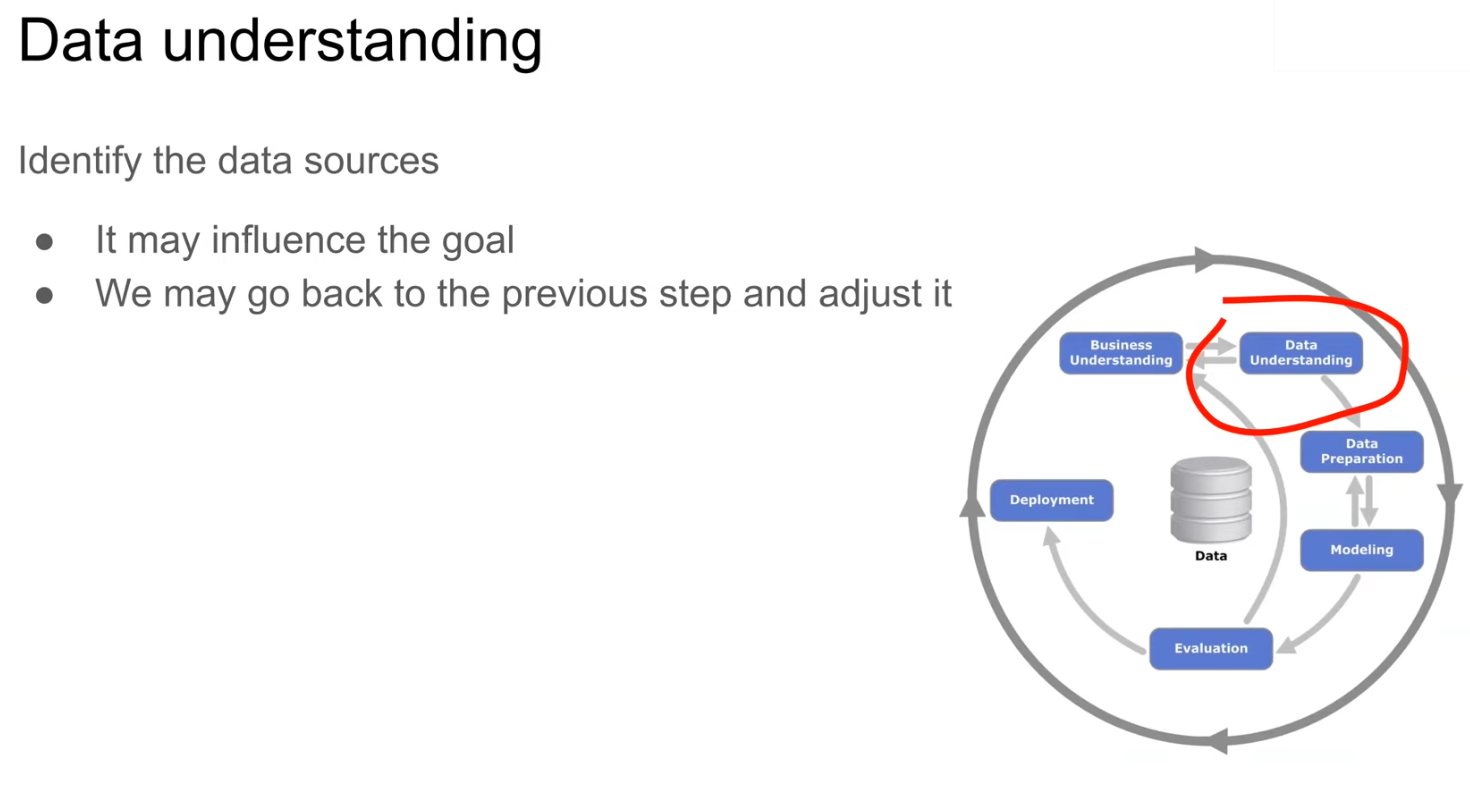 Data understanding
Identify the data sources
● It may influence the goal
● We may go back to the previous step and adjust it
Business
Understanding
Data
Understanding
Data
Preparation
Deployment
Data
Modeling
Evaluation